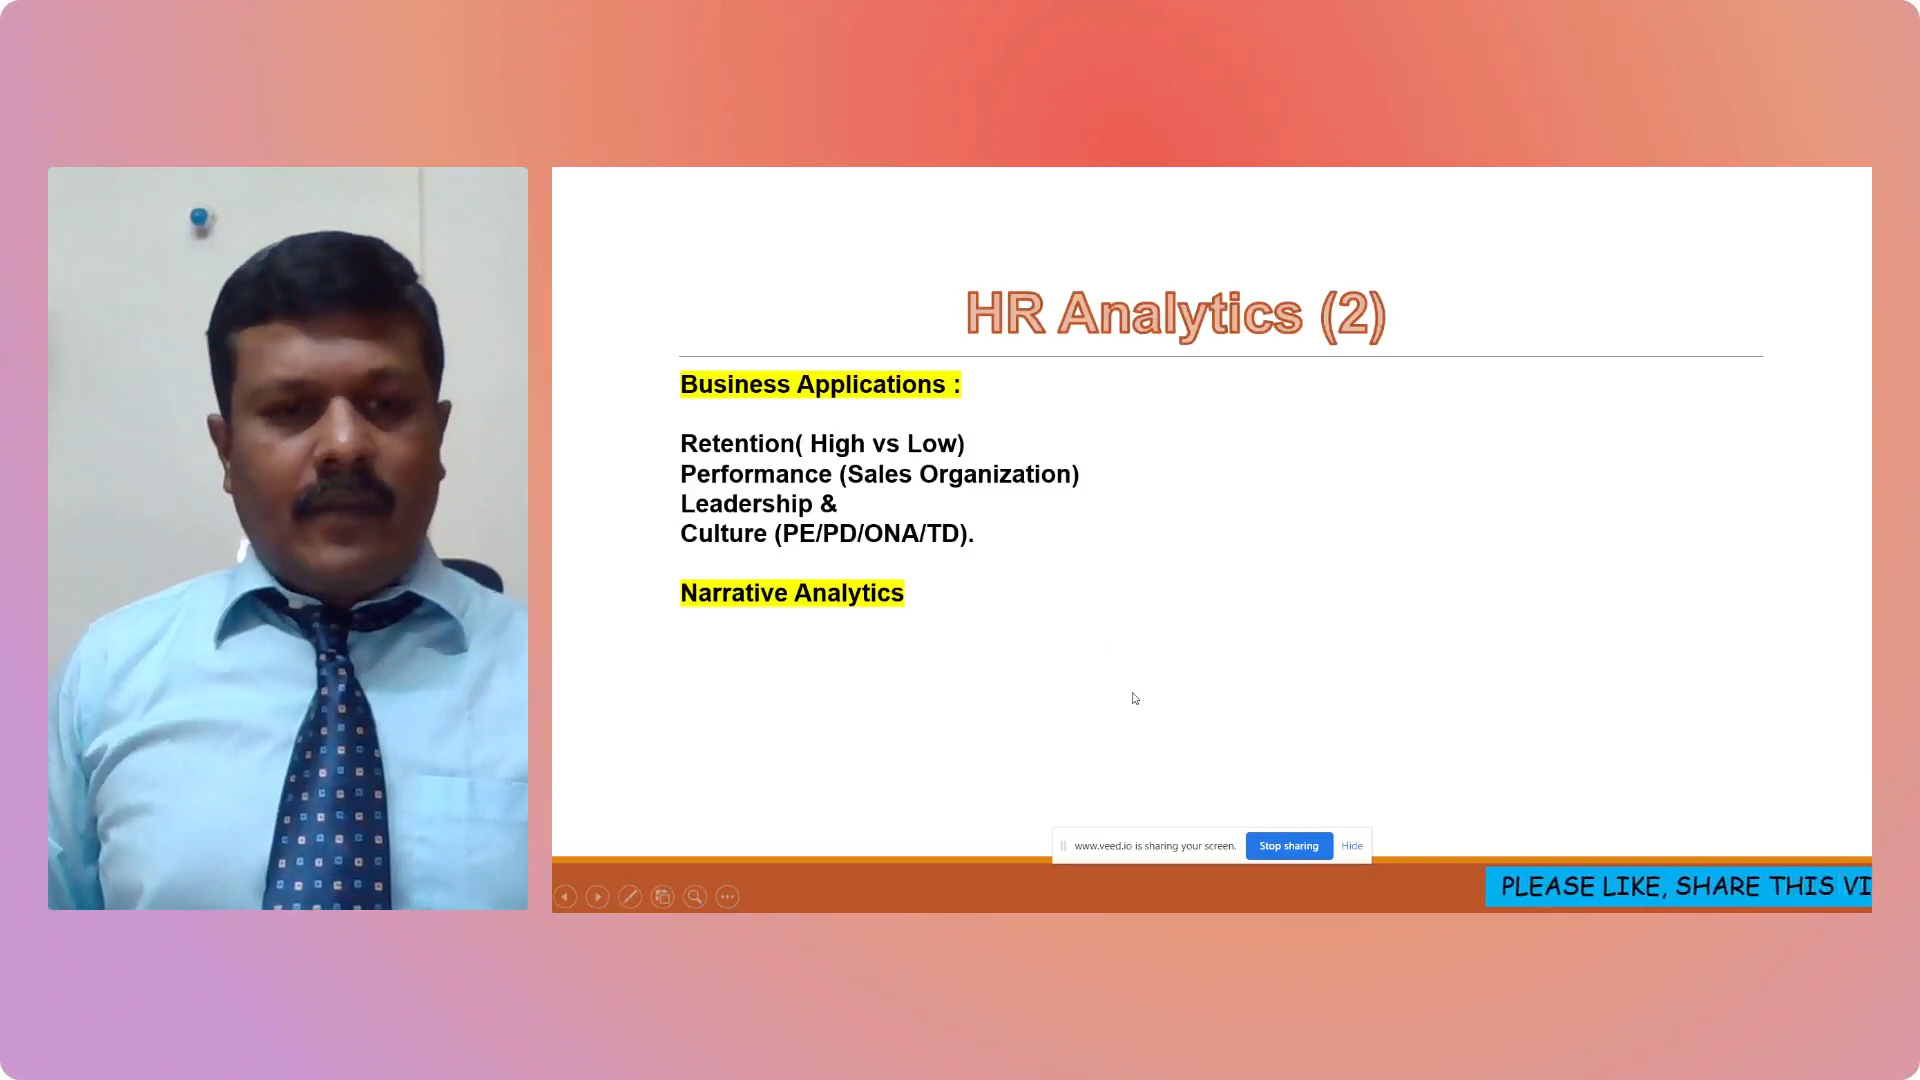 HR Analytics (2)
Business Applications :
Retention( High vs Low)
Performance (Sales Organization)
Leadership &
Culture (PE/PD/ONA/TD).
Narrative Analytics
www.veed.io is sharing your screen.
Stop sharing
Hide
PLEASE LIKE, SHARE THIS VI